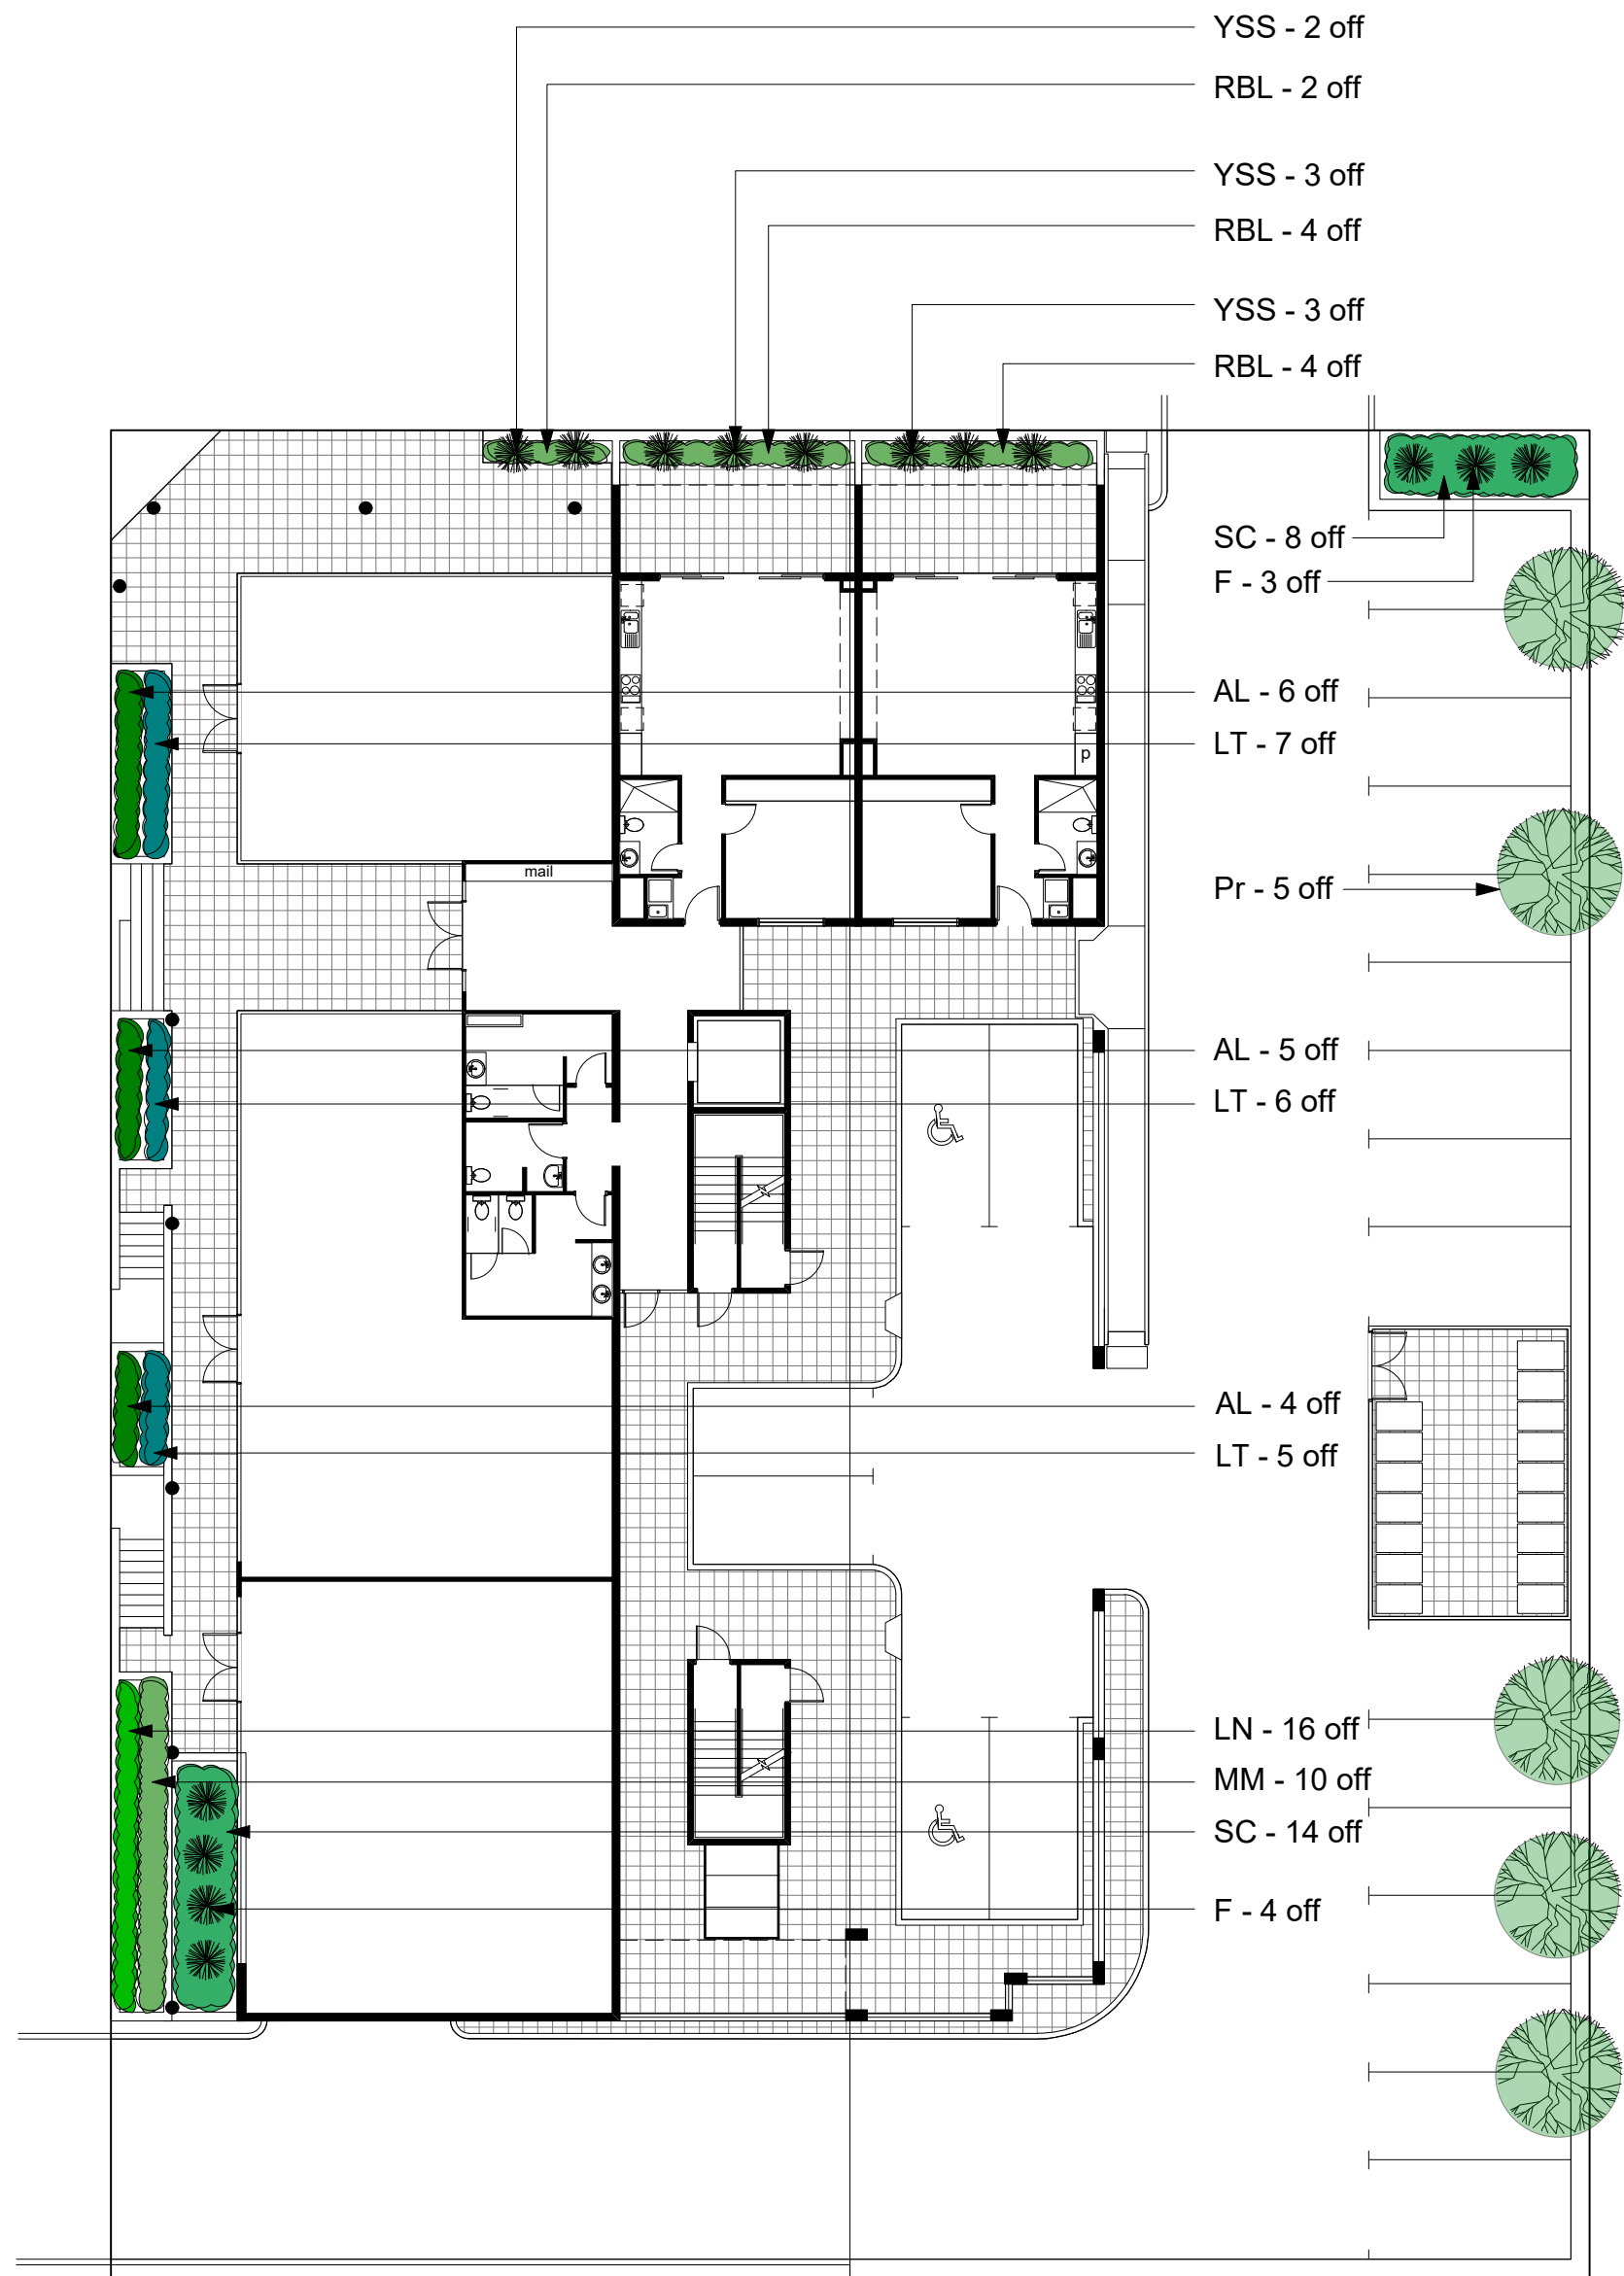 YSS - 2 off
RBL - 2 off
YSS - 3 off
RBL - 4 off
YSS - 3 off
RBL - 4 off
SC - 8 off
F - 3 off
AL - 6 off
LT - 7 off
p
mail
Pr - 5 off
AL - 5 off
LT - 6 off
AL - 4 off
LT - 5 off
LN - 16 off
MM - 10 off
SC - 14 off
F - 4 off